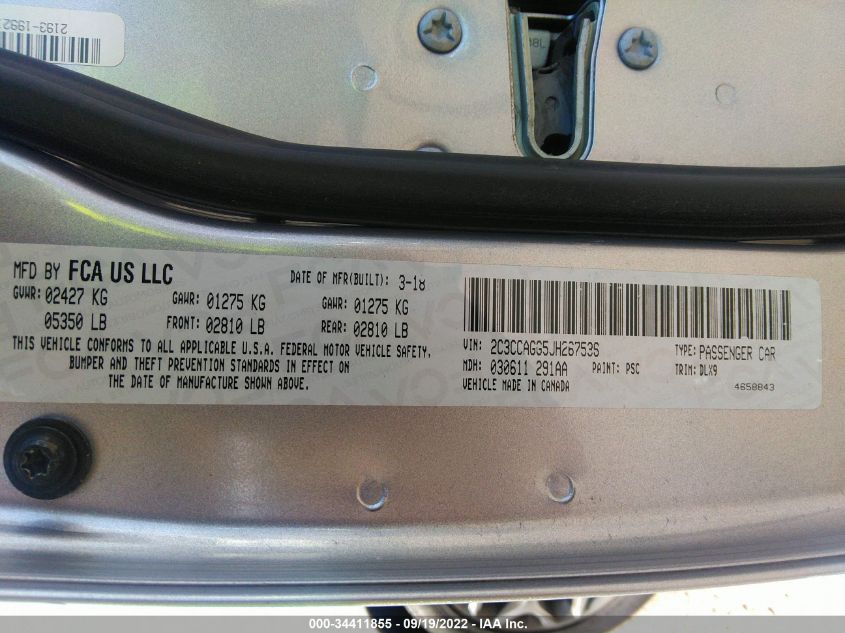 MFD BY FCA US LLC DATE OF MFR(BUILT): 3-18
GVWR: 02427 KG GAWR: 01275 KG GAWR: 01275 KG
05350 LB FRONT: 02810 LB REAR: 02810 LB
THIS VEHICLE CONFORMS TO ALL APPLICABLE U.S.A. FEDERAL MOTOR VEHICLE SAFETY,
BUMPER AND THEFT PREVENTION STANDARDS IN EFFECT ON
THE DATE OF MANUFACTURE SHOWN ABOVE.
VIN: 2C3CCAGG5JH267535 TYPE: PASSENGER CAR
MDH: 030611 291AA PAINT: PSC TRIM: DLX9
VEHICLE MADE IN CANADA 4658843
000-34411855 - 09/19/2022 - IAA Inc.